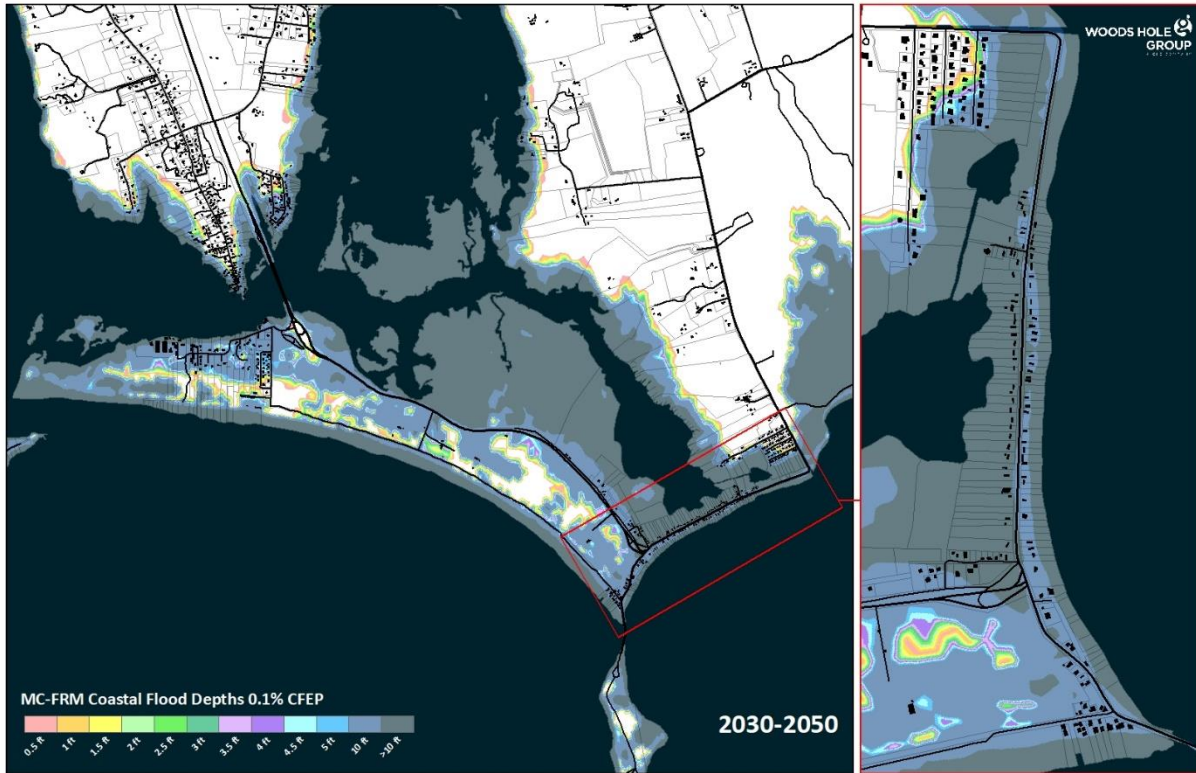 WOODS HOLE
GROUP
MC-FRM Coastal Flood Depths 0.1% CFEP
0.5 ft
1 ft
1.5 ft
2 ft
2.5 ft
3 ft
3.5 ft
4 ft
4.5 ft
5 ft
10 ft
>10 ft
2030-2050